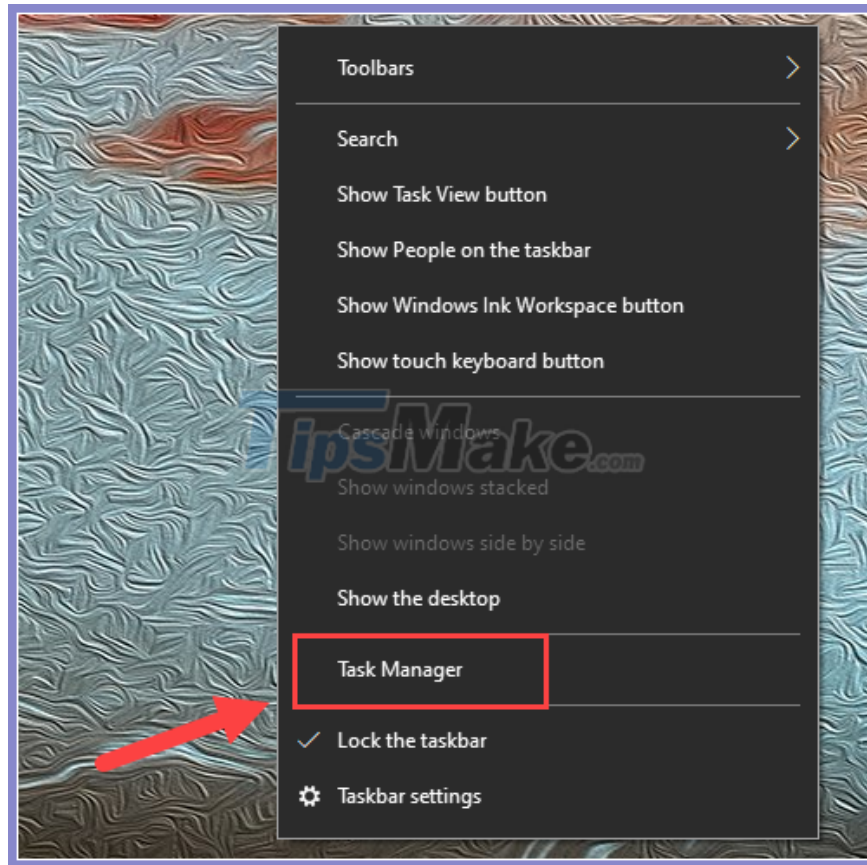 Toolbars
Search
Show Task View button
Show People on the taskbar
Show Windows Ink Workspace button
Show touch keyboard button
Cascade windows
TipsMake.com
Show windows stacked
Show windows side by side
Show the desktop
Task Manager
Lock the taskbar
Taskbar settings